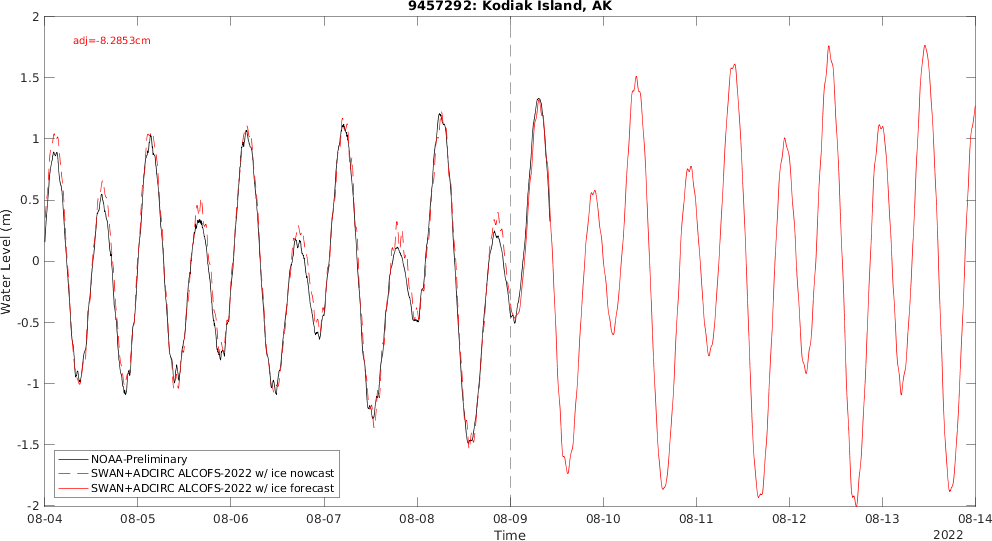 9457292: Kodiak Island, AK
adj=-8.2853cm
Water Level (m)
2
1.5
1
0.5
0
-0.5
-1
-1.5
-2
NOAA-Preliminary
SWAN+ADCIRC ALCOFS-2022 w/ ice nowcast
SWAN+ADCIRC ALCOFS-2022 w/ ice forecast
08-04 08-05 08-06 08-07 08-08 08-09 08-10 08-11 08-12 08-13 08-14
Time
2022